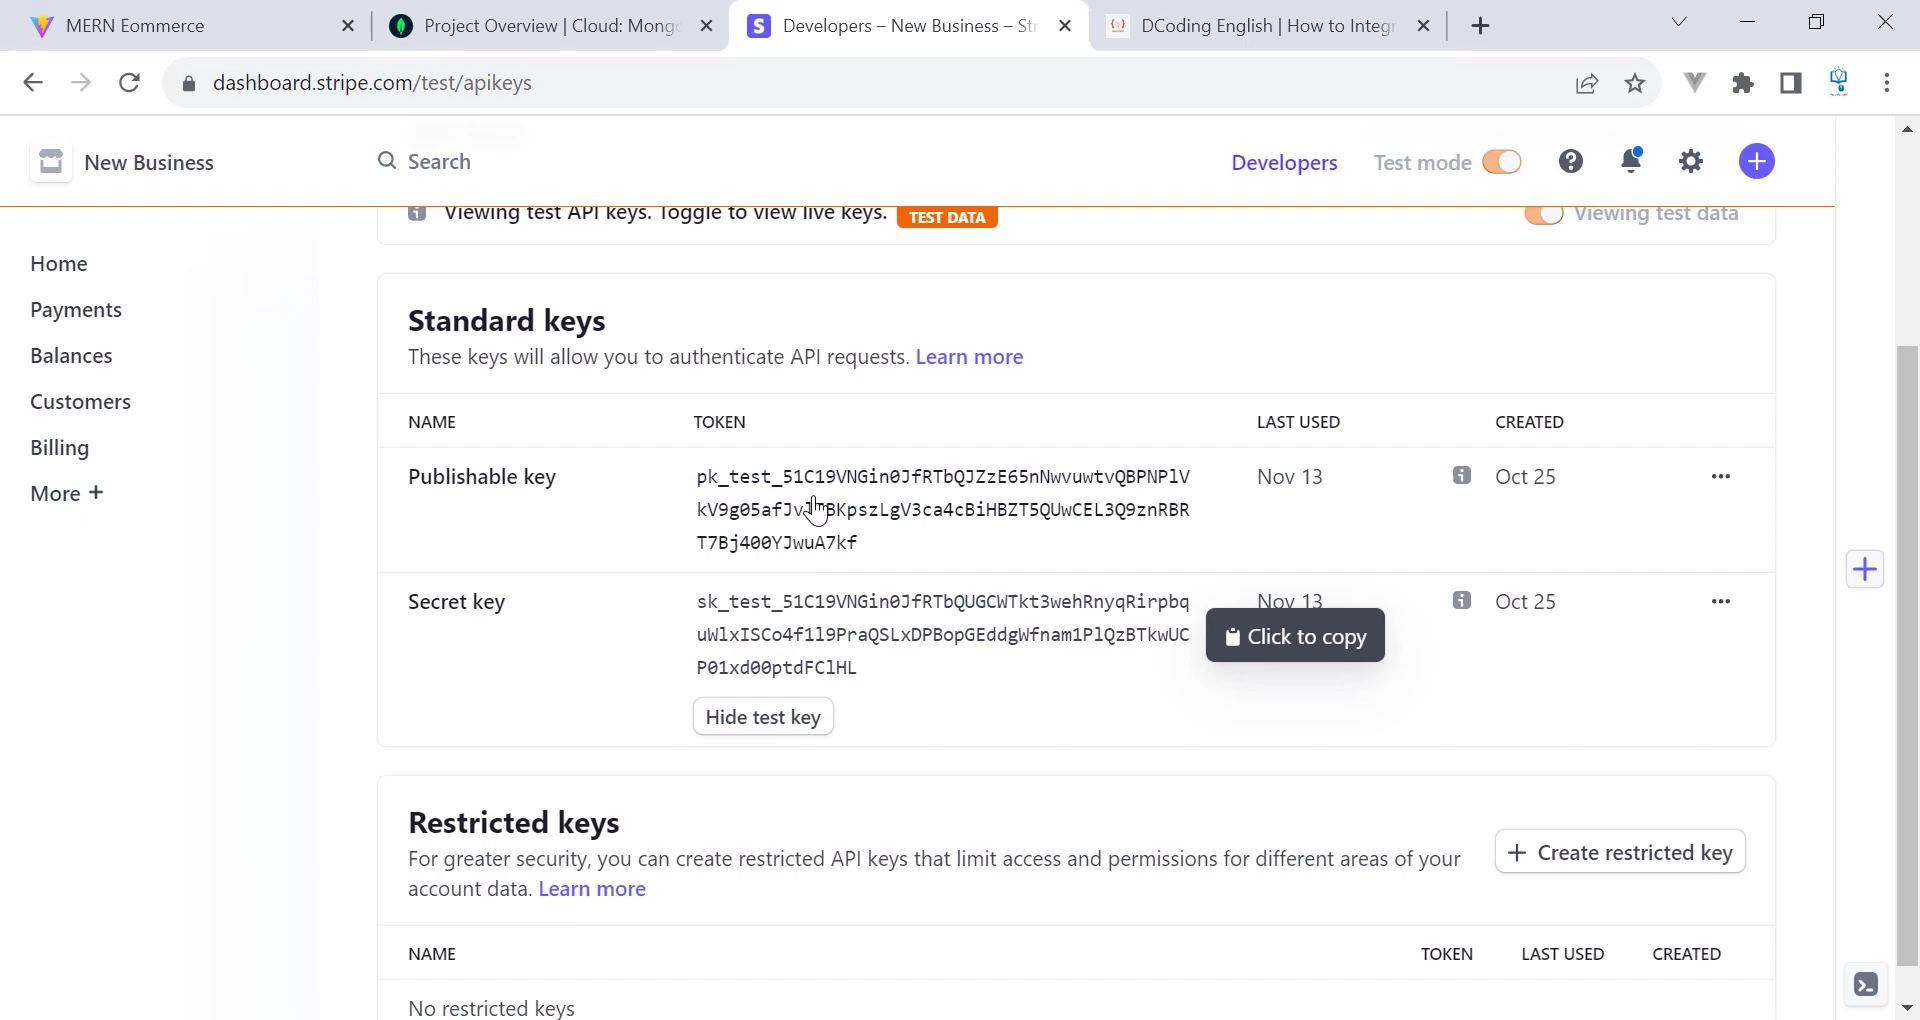 MERN Eommerce
Project Overview | Cloud: Mong
Developers – New Business – St
DCoding English | How to Integr
dashboard.stripe.com/test/apikeys
New Business
Search
Developers
Test mode
Viewing test API keys. Toggle to view live keys.
TEST DATA
Viewing test data
Home
Payments
Balances
Customers
Billing
More +
Standard keys
These keys will allow you to authenticate API requests. Learn more
NAME TOKEN LAST USED CREATED
Publishable key
pk_test_51C19VNGin0JfRTbQJZzE65nNwvuwtvQBPNPlV
T7Bj400YJwuA7kf
Nov 13
Oct 25
Secret key
sk_test_51C19VNGin0JfRTbQUGCWTkt3wehRnyqRirpbq
uWlxISCo4f1l9PraQSLxDPBopGEddgWfnam1PlQzBTkwUC
P01xd00ptdFClHL
Nov 13
Oct 25
Click to copy
Hide test key
Restricted keys
For greater security, you can create restricted API keys that limit access and permissions for different areas of your
account data. Learn more
+ Create restricted key
NAME TOKEN LAST USED CREATED
No restricted keys